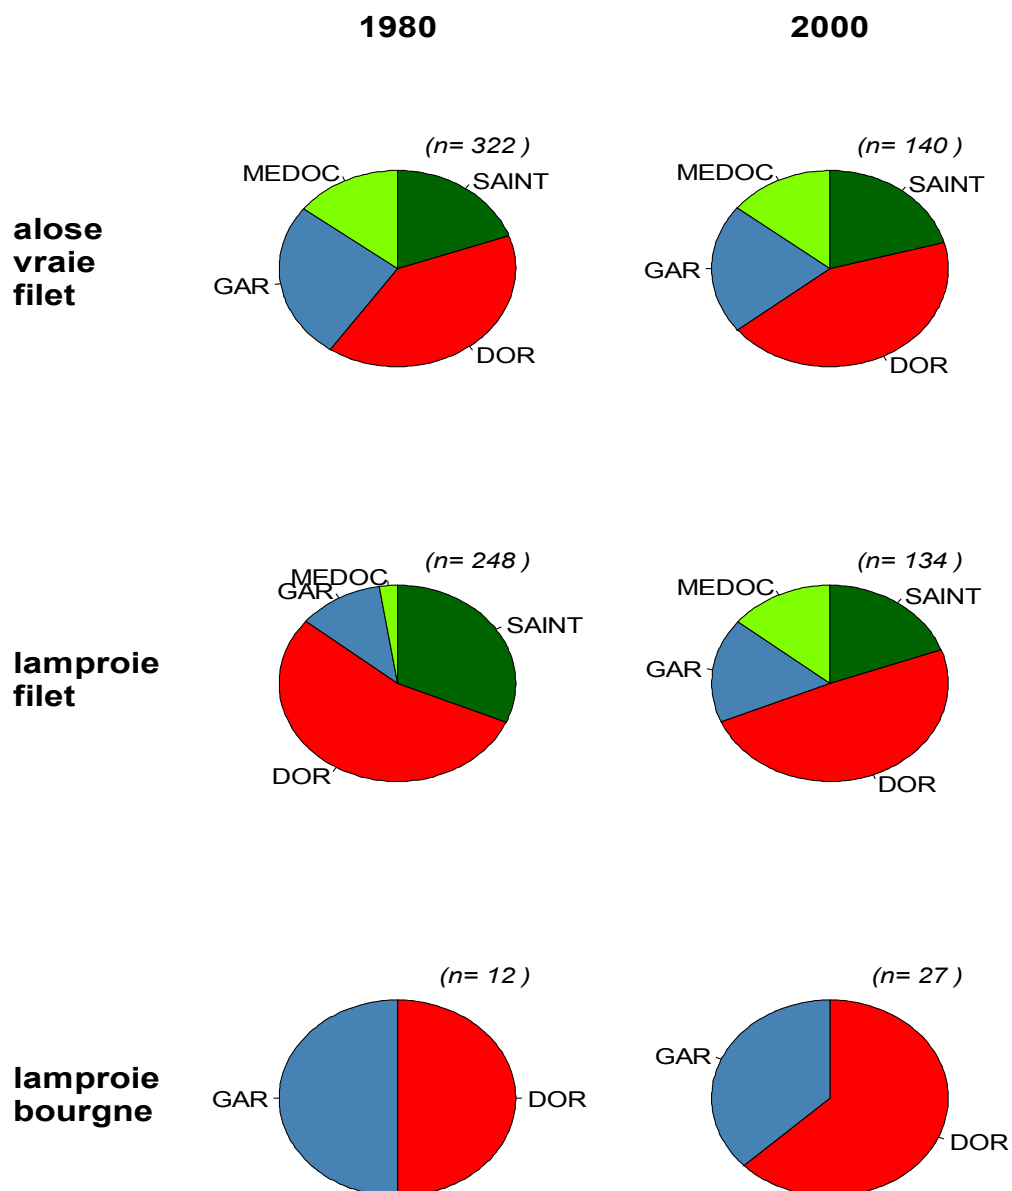 1980
2000
(n= 322 )
MEDOC
SAINT
GAR
DOR
(n= 140 )
MEDOC
SAINT
GAR
DOR
alose
vraie
filet
(n= 248 )
MEDOC
GAR
SAINT
DOR
(n= 134 )
MEDOC
SAINT
GAR
DOR
lamproie
filet
(n= 12 )
GAR
DOR
(n= 27 )
GAR
DOR
lamproie
bourgne